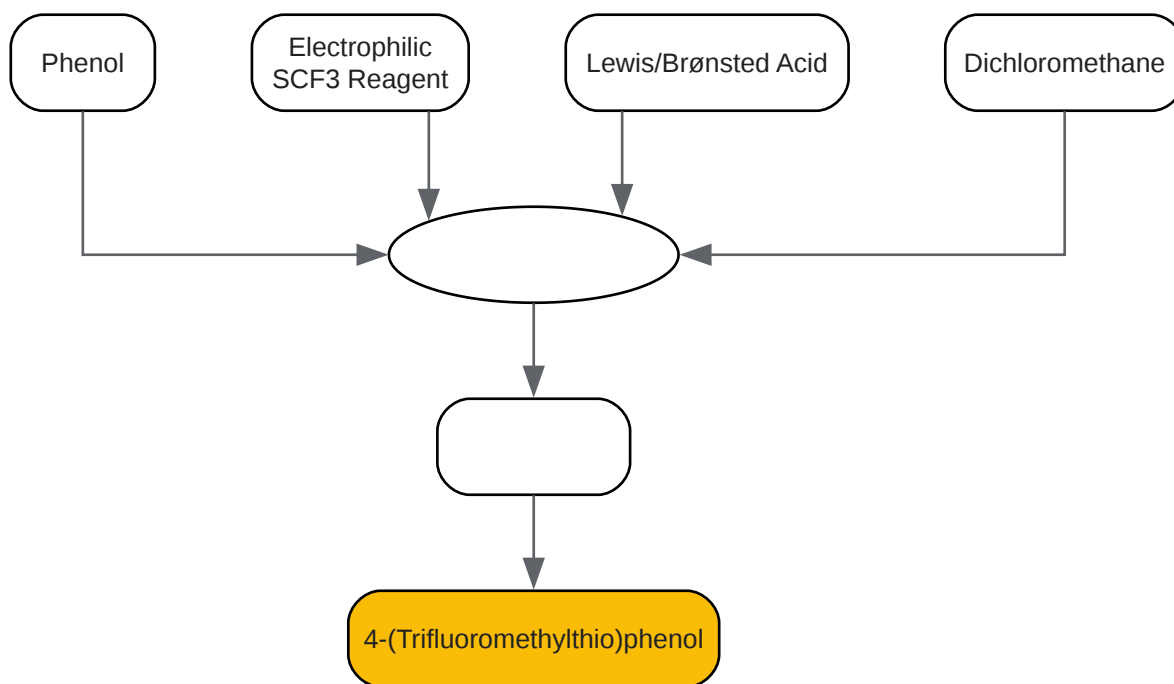 Phenol
Electrophilic
SCF3 Reagent
Lewis/Brønsted Acid
Dichloromethane
4-(Trifluoromethylthio)phenol